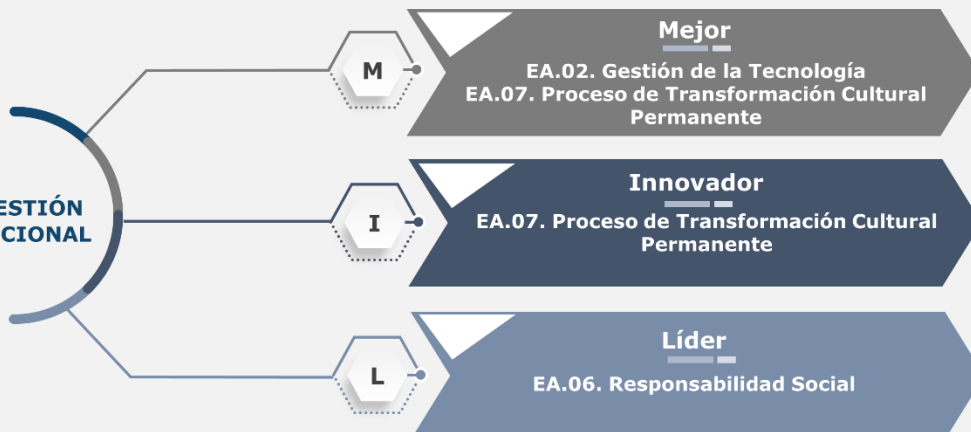 ESTIÓN
CIONAL
M
Mejor
EA.02. Gestión de la Tecnología
EA.07. Proceso de Transformación Cultural
Permanente
I
Innovador
EA.07. Proceso de Transformación Cultural
Permanente
L
Líder
EA.06. Responsabilidad Social